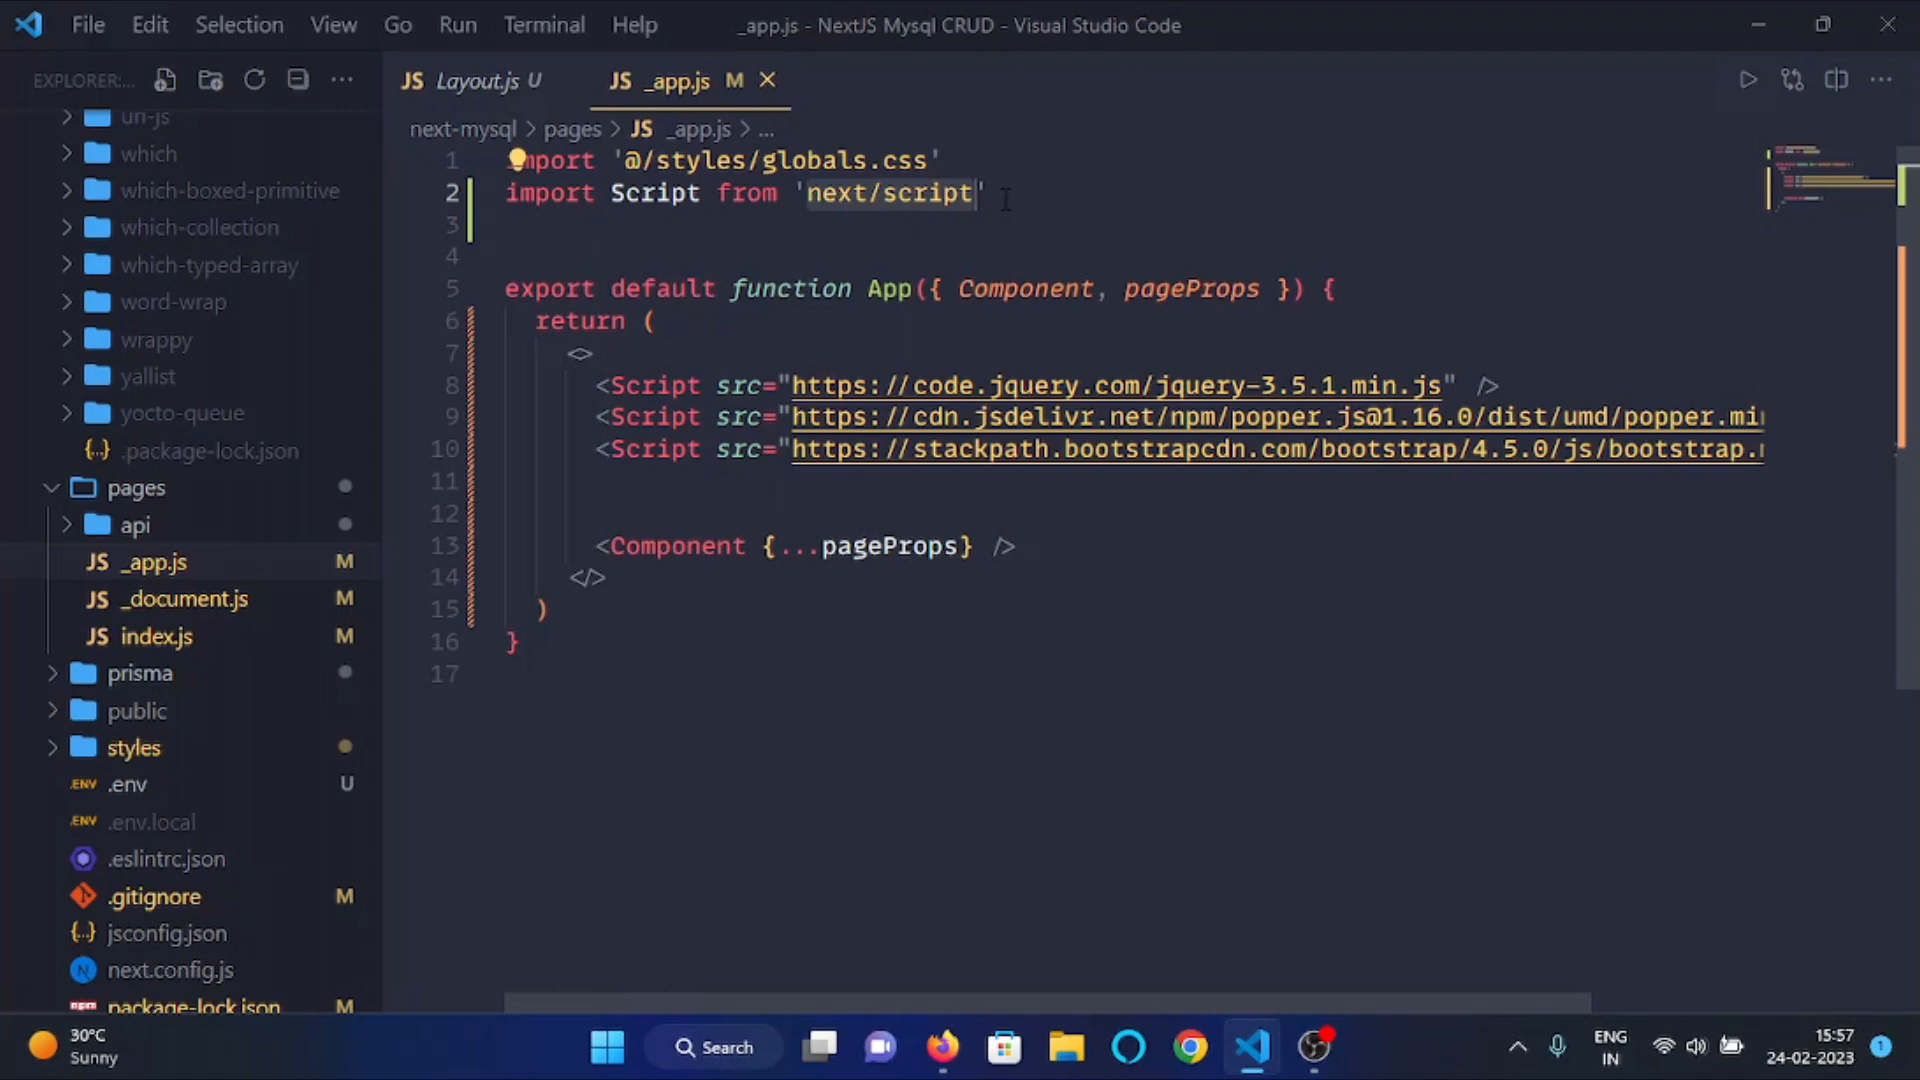 File Edit Selection View Go Run Terminal Help
_app.js - NextJS Mysql CRUD - Visual Studio Code
EXPLORER:...
JS Layout.js U
JS _app.js M
next-mysql > pages > JS _app.js > ...
un-js
which
which-boxed-primitive
which-collection
which-typed-array
word-wrap
wrappy
yallist
yocto-queue
{..} .package-lock.json
pages
api
JS _app.js M
JS _document.js M
JS index.js M
prisma
public
styles
.ENV .env U
.ENV .env.local
.eslintrc.json
.gitignore M
{..} jsconfig.json
N next.config.js
npm package-lock.json M
1 import '@/styles/globals.css'
2 import Script from 'next/script'
3
4
5 export default function App({ Component, pageProps }) {
6 return (
7 <>
8 <Script src="https://code.jquery.com/jquery-3.5.1.min.js" />
9 <Script src="https://cdn.jsdelivr.net/npm/popper.js@1.16.0/dist/umd/popper.min
10 <Script src="https://stackpath.bootstrapcdn.com/bootstrap/4.5.0/js/bootstrap.m
11
12
13 <Component {...pageProps} />
14 </>
15 )
16 }
17
30°C
Sunny
Search
ENG
IN
15:57
24-02-2023
1